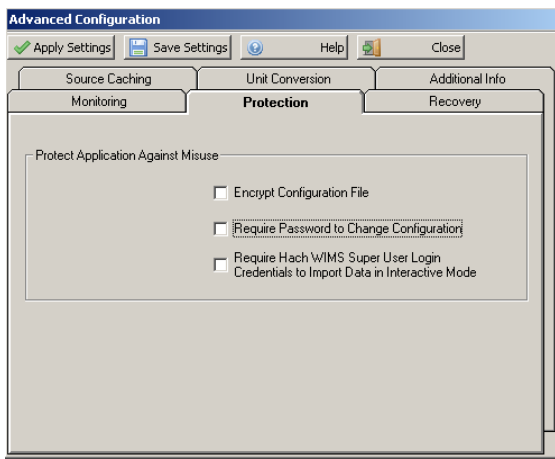 Advanced Configuration
Apply Settings Save Settings Help Close
Source Caching Unit Conversion Additional Info
Monitoring Protection Recovery
Protect Application Against Misuse
Encrypt Configuration File
Require Password to Change Configuration
Require Hach WIMS Super User Login
Credentials to Import Data in Interactive Mode